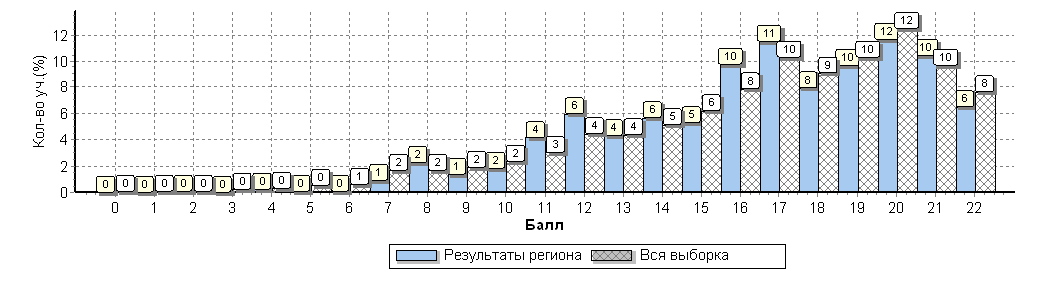 Кол-во уч.(%)
12
10
8
6
4
2
0
0 0 0 0 0 0 0 0 0 0 0 0 0 1 1 2 2 2 1 2 2 2 4 3 6 4 4 4 6 5 5 6 10 8 11 10 8 9 10 10 12 12 10 10 6 8
0 1 2 3 4 5 6 7 8 9 10 11 12 13 14 15 16 17 18 19 20 21 22
Балл
Результаты региона Вся выборка